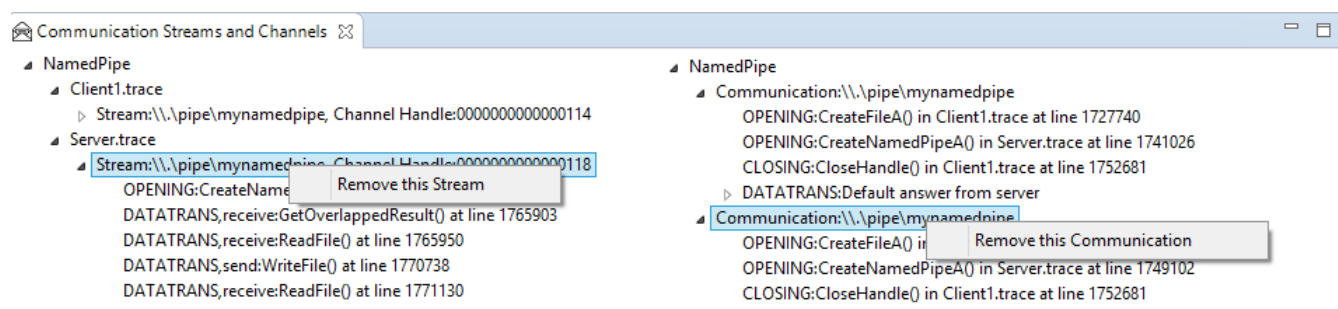 Communication Streams and Channels
NamedPipe
Client1.trace
Stream:\\.\pipe\mynamedpipe, Channel Handle:0000000000000114
Server.trace
Stream:\\.\pipe\mynamedpipe, Channel Handle:0000000000000118
Remove this Stream
OPENING:CreateName
DATATRANS,receive:GetOverlappedResult() at line 1765903
DATATRANS,receive:ReadFile() at line 1765950
DATATRANS,send:WriteFile() at line 1770738
DATATRANS,receive:ReadFile() at line 1771130
NamedPipe
Communication:\\.\pipe\mynamedpipe
OPENING:CreateFileA() in Client1.trace at line 1727740
OPENING:CreateNamedPipeA() in Server.trace at line 1741026
CLOSING:CloseHandle() in Client1.trace at line 1752681
DATATRANS:Default answer from server
Communication:\\.\pipe\mynamedpipe
Remove this Communication
OPENING:CreateFileA() i
OPENING:CreateNamedPipeA() in Server.trace at line 1749102
CLOSING:CloseHandle() in Client1.trace at line 1752681